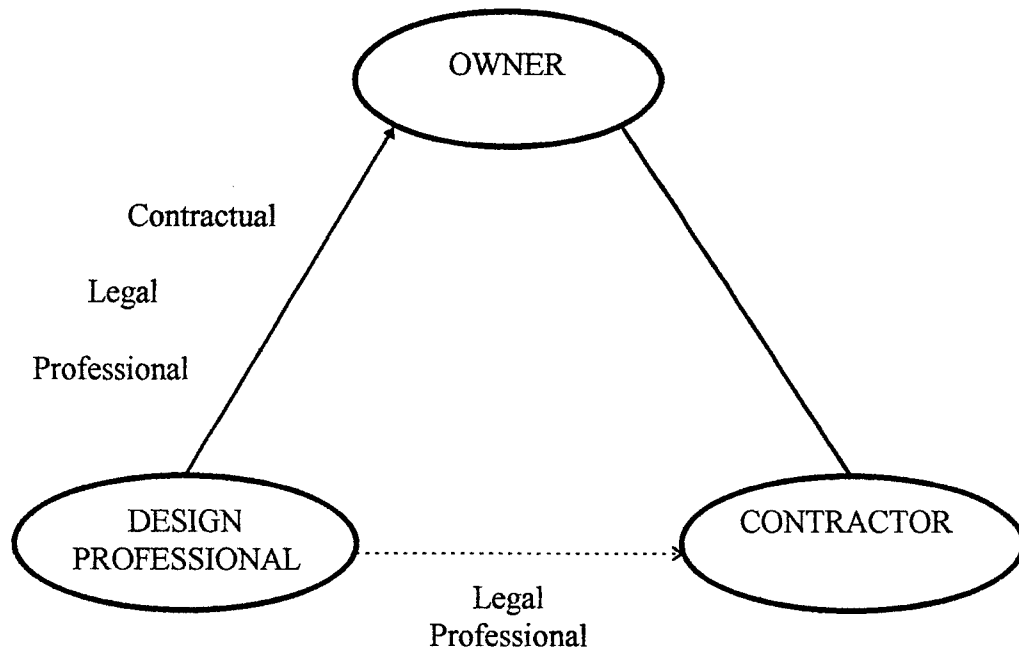 OWNER
Contractual
Legal
Professional
DESIGN
PROFESSIONAL
CONTRACTOR
Legal
Professional